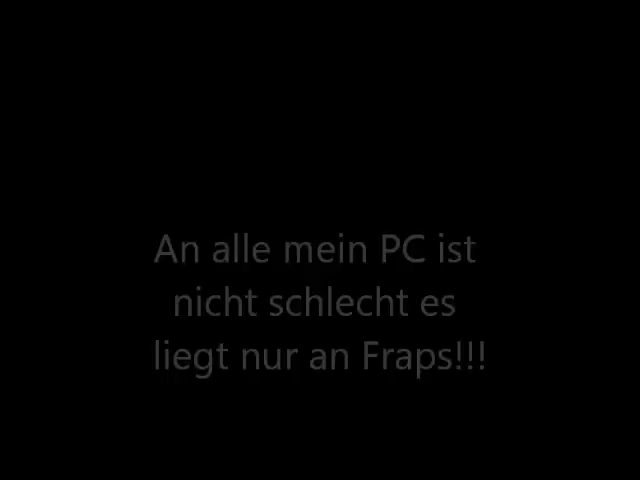 An alle mein PC ist
nicht schlecht es
liegt nur an Fraps!!!